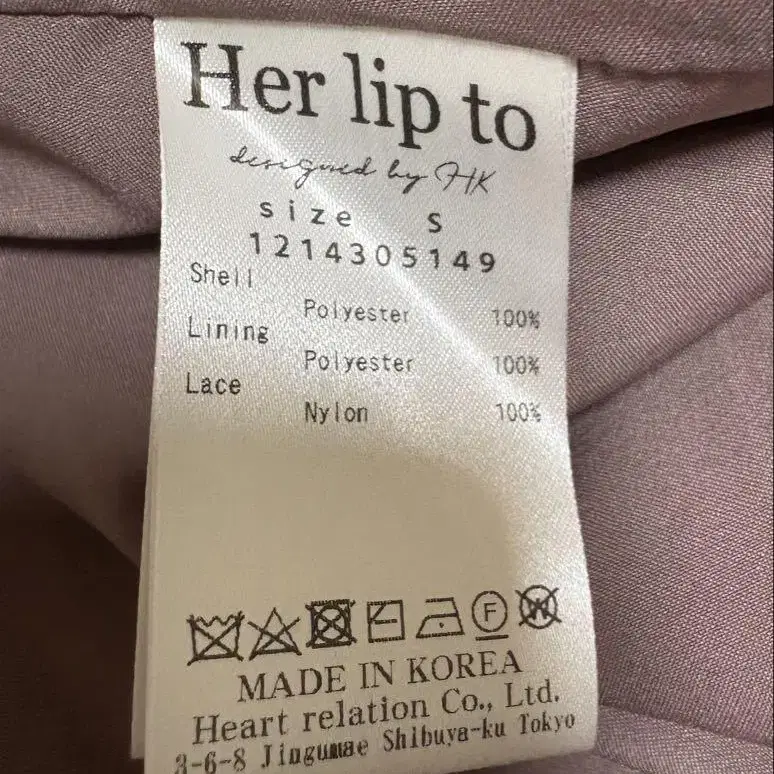 Her lip to
designed by HK
size S
1214305149
Shell
Polyester 100%
Lining
Polyester 100%
Lace
Nylon 100%
F W
MADE IN KOREA
Heart relation Co., Ltd.
3-6-8 Jingumae Shibuya-ku Tokyo